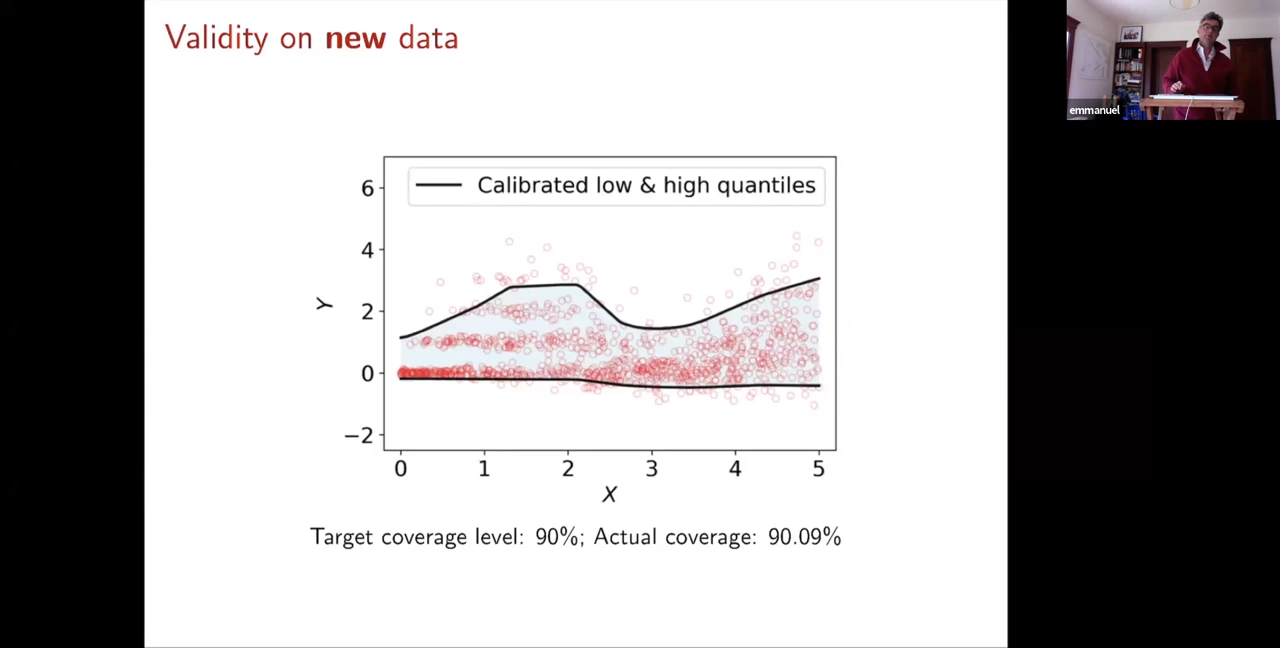 Validity on new data
emmanuel
Calibrated low & high quantiles
6
4
2
0
−2
Y
0 1 2 3 4 5
X
Target coverage level: 90%; Actual coverage: 90.09%